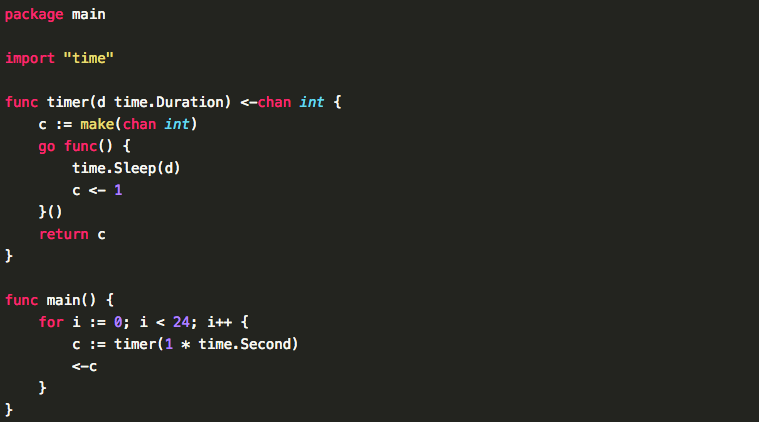 package main

import "time"

func timer(d time.Duration) <-chan int {
    c := make(chan int)
    go func() {
        time.Sleep(d)
        c <- 1
    }()
    return c
}

func main() {
    for i := 0; i < 24; i++ {
        c := timer(1 * time.Second)
        <-c
    }
}